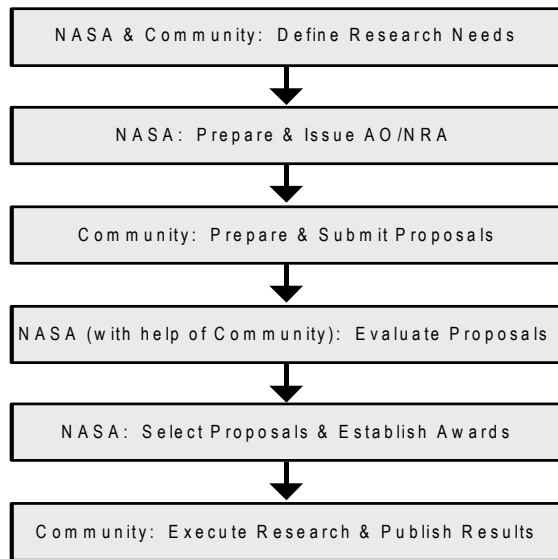 NASA & Community: Define Research Needs
NASA: Prepare & Issue AO/NRA
Community: Prepare & Submit Proposals
NASA (with help of Community): Evaluate Proposals
NASA: Select Proposals & Establish Awards
Community: Execute Research & Publish Results